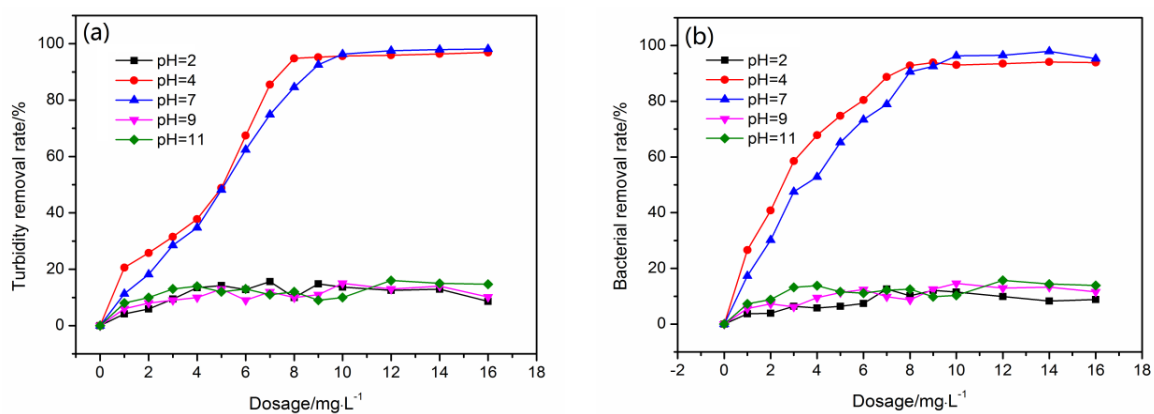 (a)
pH=2
pH=4
pH=7
pH=9
pH=11
Turbidity removal rate/%
100
80
60
40
20
0
0 2 4 6 8 10 12 14 16 18
Dosage/mg·L⁻¹
(b)
pH=2
pH=4
pH=7
pH=9
pH=11
Bacterial removal rate/%
100
80
60
40
20
0
-2 0 2 4 6 8 10 12 14 16 18
Dosage/mg·L⁻¹